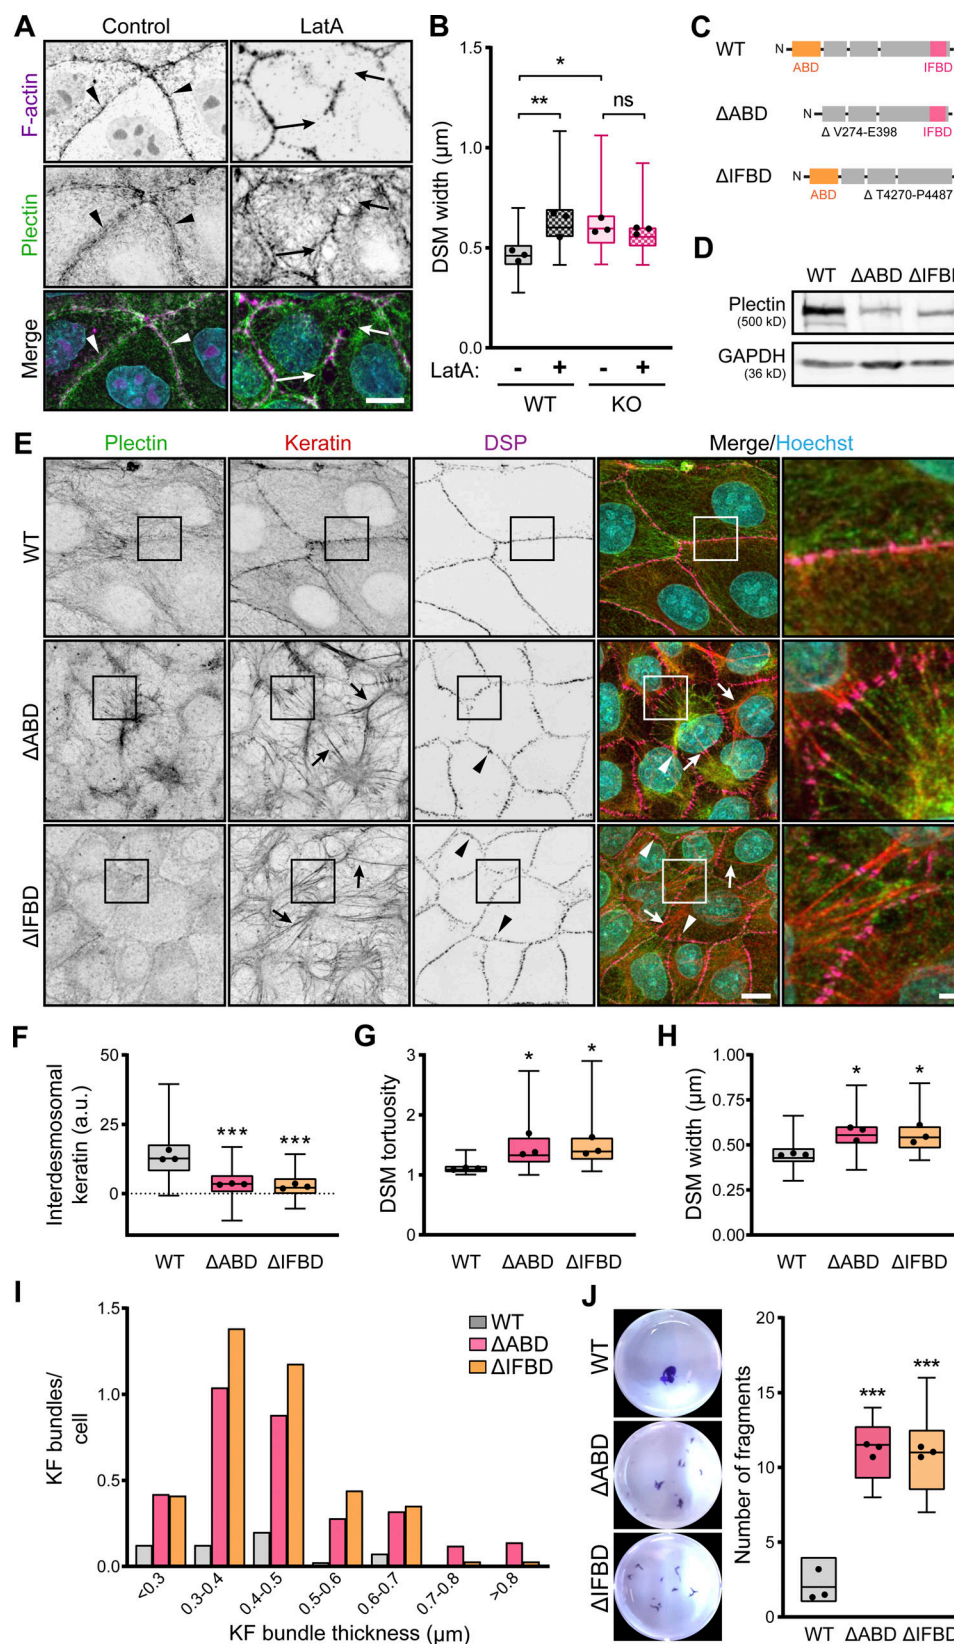 A
Control
LatA
F-actin
Plectin
Merge
B
DSM width (µm)
1.5
1.0
0.5
0.0
*
**
ns
LatA:
- + - +
WT KO
C
WT
N
ABD
IFBD
ΔABD
N
Δ V274-E398
IFBD
ΔIFBD
N
ABD
Δ T4270-P4487
D
WT ΔABD ΔIFBD
Plectin
(500 kD)
GAPDH
(36 kD)
E
Plectin
Keratin
DSP
Merge/Hoechst
WT
ΔABD
ΔIFBD
F
Interdesmosomal
keratin (a.u.)
50
25
0
***
***
WT ΔABD ΔIFBD
G
DSM tortuosity
3
2
1
0
*
*
WT ΔABD ΔIFBD
H
DSM width (µm)
1.00
0.75
0.50
0.25
0.00
*
*
WT ΔABD ΔIFBD
I
KF bundles/
cell
1.5
1.0
0.5
0.0
WT
ΔABD
ΔIFBD
<0.3 0.3-0.4 0.4-0.5 0.5-0.6 0.6-0.7 0.7-0.8 >0.8
KF bundle thickness (µm)
J
WT
ΔABD
ΔIFBD
Number of fragments
20
15
10
5
0
***
***
WT ΔABD ΔIFBD